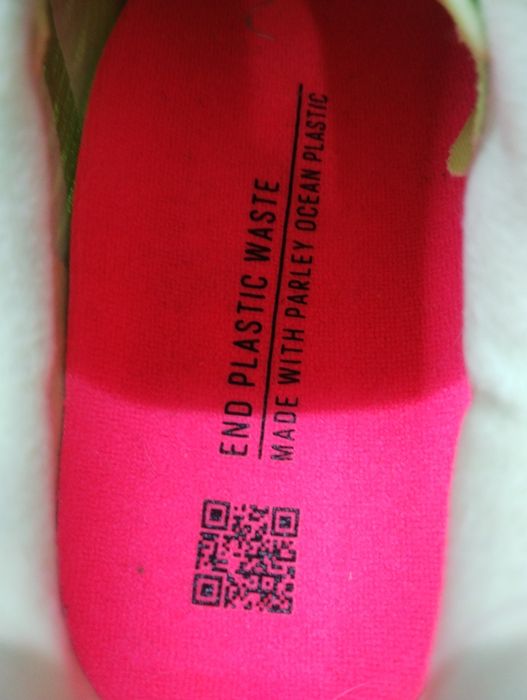 END PLASTIC WASTE
MADE WITH PARLEY OCEAN PLASTIC